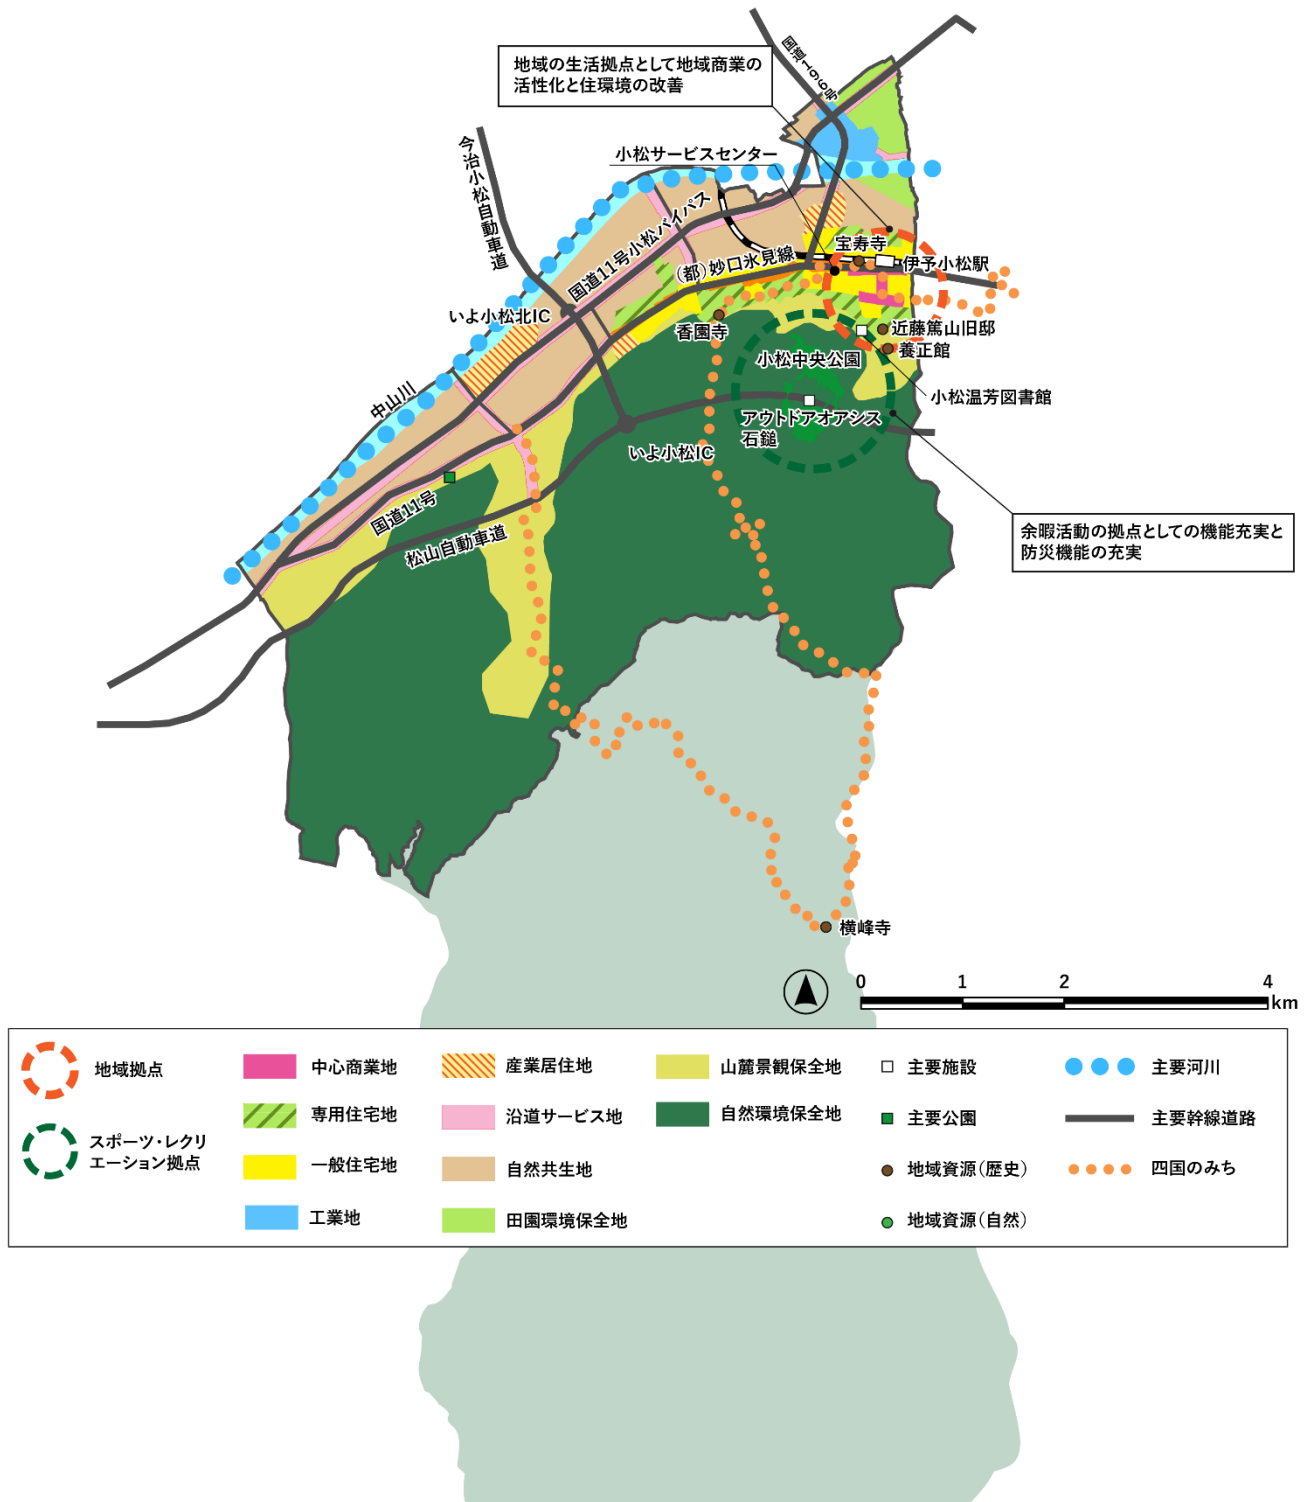 国道196号
地域の生活拠点として地域商業の
活性化と住環境の改善
今治小松自動車道
小松サービスセンター
国道11号小松バイパス
(都)妙口氷見線
宝寿寺
伊予小松駅
いよ小松北IC
香園寺
近藤篤山旧邸
養正館
小松中央公園
中山川
小松温芳図書館
アウトドアオアシス
石鎚
いよ小松IC
国道11号
松山自動車道
余暇活動の拠点としての機能充実と
防災機能の充実
横峰寺
0 1 2 4
km
地域拠点
スポーツ・レクリ
エーション拠点
中心商業地
専用住宅地
一般住宅地
工業地
産業居住地
沿道サービス地
自然共生地
田園環境保全地
山麓景観保全地
自然環境保全地
主要施設
主要公園
地域資源(歴史)
地域資源(自然)
主要河川
主要幹線道路
四国のみち